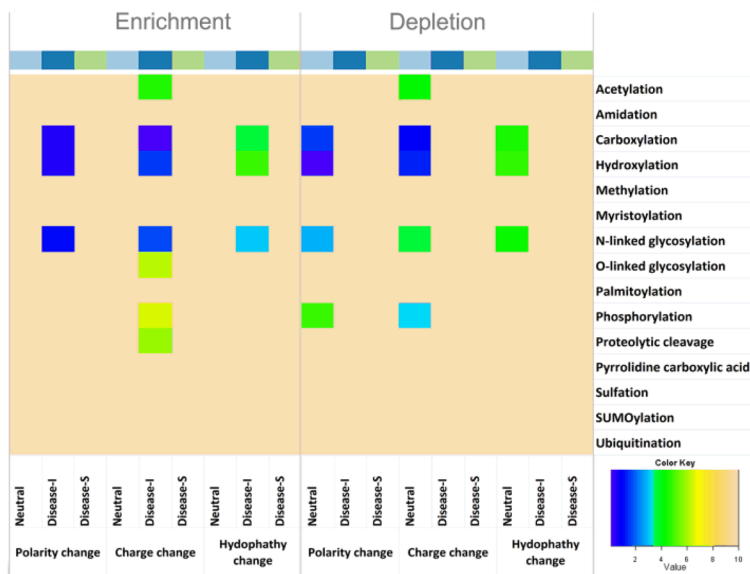 Enrichment Depletion
Acetylation
Amidation
Carboxylation
Hydroxylation
Methylation
Myristoylation
N-linked glycosylation
O-linked glycosylation
Palmitoylation
Phosphorylation
Proteolytic cleavage
Pyrrolidine carboxylic acid
Sulfation
SUMOylation
Ubiquitination
Neutral Disease-I Disease-S Neutral Disease-I Disease-S Neutral Disease-I Disease-S Neutral Disease-I Disease-S Neutral Disease-I Disease-S Neutral Disease-I Disease-S
Polarity change Charge change Hydophathy change Polarity change Charge change Hydophathy change
Color Key
2 4 6 8 10
Value